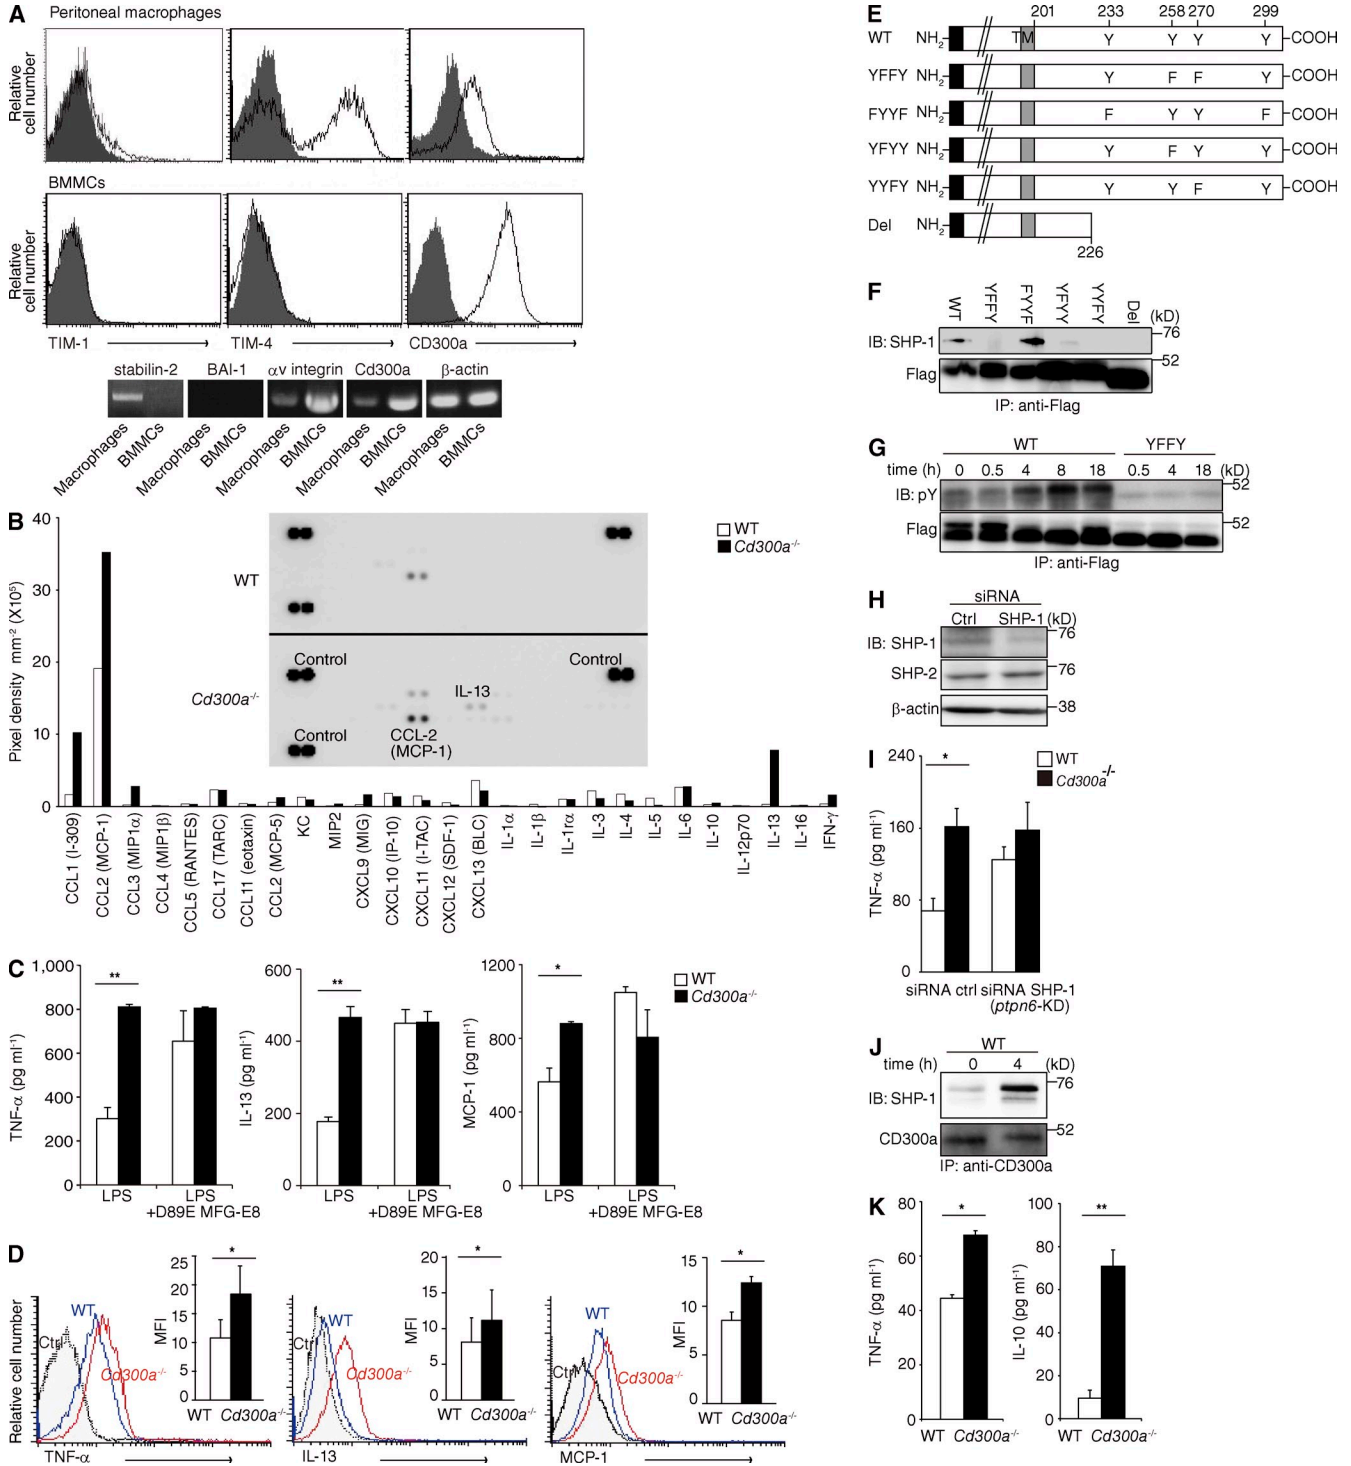 A
Peritoneal macrophages
Relative cell number
BMMCs
Relative cell number
TIM-1
TIM-4
CD300a
stabilin-2 BAI-1 αv integrin Cd300a β-actin
Macrophages BMMCs Macrophages BMMCs Macrophages BMMCs Macrophages BMMCs Macrophages BMMCs
B
Pixel density mm⁻² (X10⁵)
40
30
20
10
0
WT
Cd300a-/-
WT
Cd300a-/-
Control
Control
IL-13
Control
CCL-2
(MCP-1)
CCL1 (I-309)
CCL2 (MCP-1)
CCL3 (MIP1α)
CCL4 (MIP1β)
CCL5 (RANTES)
CCL17 (TARC)
CCL11 (eotaxin)
CCL2 (MCP-5)
KC
MIP2
CXCL9 (MIG)
CXCL10 (IP-10)
CXCL11 (I-TAC)
CXCL12 (SDF-1)
CXCL13 (BLC)
IL-1α
IL-1β
IL-1rα
IL-3
IL-4
IL-5
IL-6
IL-10
IL-12p70
IL-13
IL-16
IFN-γ
C
TNF-α (pg ml⁻¹)
1,000
800
600
400
200
0
**
LPS LPS
+D89E MFG-E8
IL-13 (pg ml⁻¹)
600
400
200
0
**
LPS LPS
+D89E MFG-E8
MCP-1 (pg ml⁻¹)
1200
800
400
0
*
LPS LPS
+D89E MFG-E8
WT
Cd300a-/-
D
Relative cell number
Ctrl
WT
Cd300a-/-
TNF-α
MFI
25
20
15
10
5
0
*
WT Cd300a-/-
Ctrl
WT
Cd300a-/-
IL-13
MFI
20
15
10
5
0
*
WT Cd300a-/-
Ctrl
WT
Cd300a-/-
MCP-1
MFI
15
10
5
0
*
WT Cd300a-/-
E
201 233 258 270 299
WT NH2 TM Y Y Y Y COOH
YFFY NH2 Y F F Y COOH
FYYF NH2 F Y Y F COOH
YFYY NH2 Y F Y Y COOH
YYFY NH2 Y Y F Y COOH
Del NH2
226
F
WT YFFY FYYF YFYY YYFY Del (kD)
IB: SHP-1
76
52
Flag
IP: anti-Flag
G
WT YFFY
time (h) 0 0.5 4 8 18 0.5 4 18 (kD)
IB: pY
52
Flag
52
IP: anti-Flag
H
siRNA
Ctrl SHP-1 (kD)
IB: SHP-1
76
SHP-2
76
β-actin
38
I
TNF-α (pg ml⁻¹)
240
160
80
0
*
WT
Cd300a-/-
siRNA ctrl siRNA SHP-1
(ptpn6-KD)
J
WT
time (h) 0 4 (kD)
IB: SHP-1
76
CD300a
52
IP: anti-CD300a
K
TNF-α (pg ml⁻¹)
80
60
40
20
0
*
WT Cd300a-/-
IL-10 (pg ml⁻¹)
100
80
60
40
20
0
**
WT Cd300a-/-